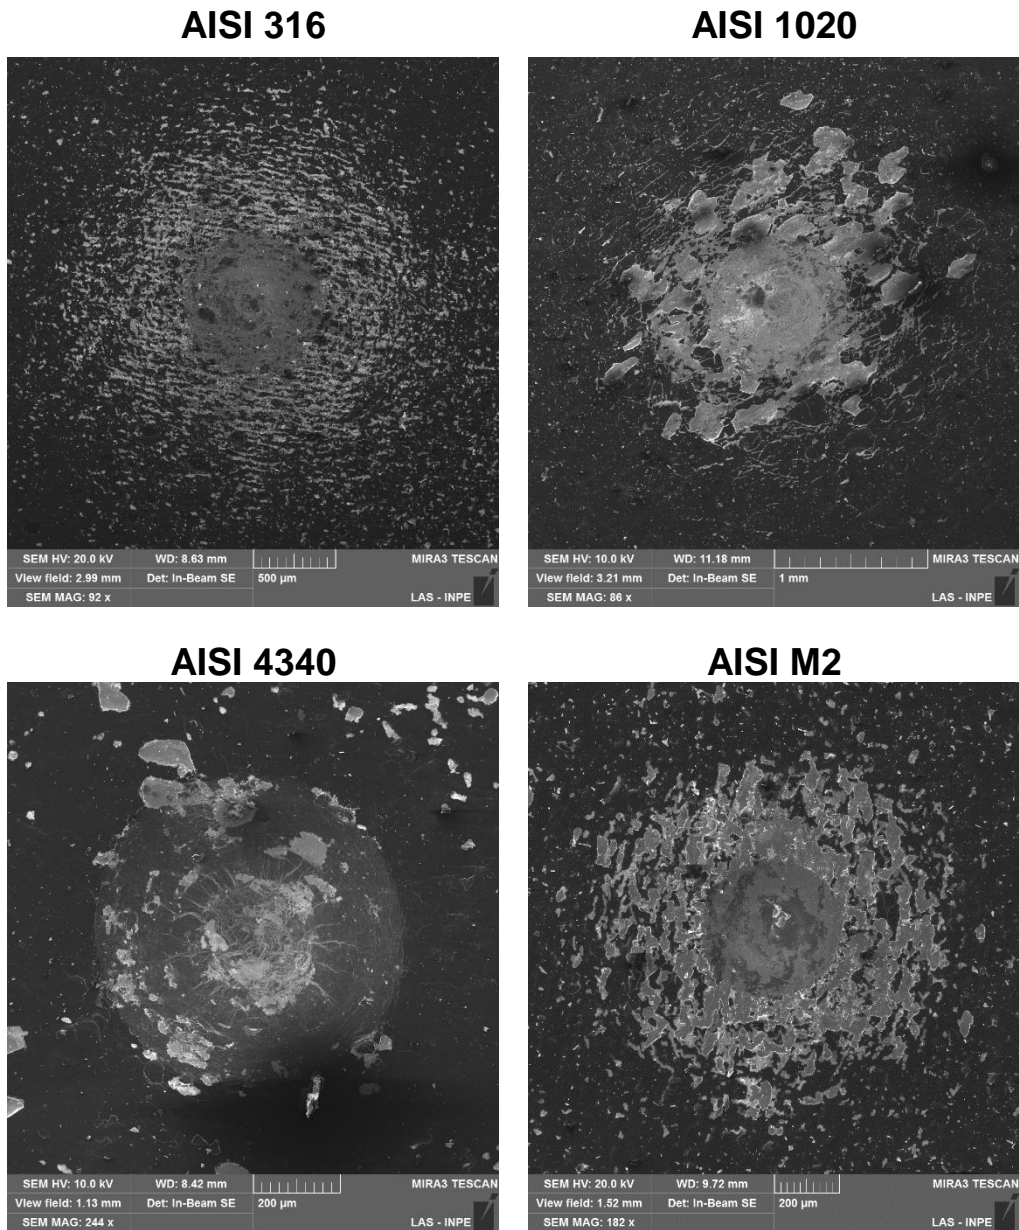 AISI 316
AISI 1020
SEM HV: 20.0 kV WD: 8.63 mm MIRA3 TESCAN
View field: 2.99 mm Det: In-Beam SE 500 µm
SEM MAG: 92 x LAS - INPE
SEM HV: 10.0 kV WD: 11.18 mm MIRA3 TESCAN
View field: 3.21 mm Det: In-Beam SE 1 mm
SEM MAG: 86 x LAS - INPE
AISI 4340
AISI M2
SEM HV: 10.0 kV WD: 8.42 mm MIRA3 TESCAN
View field: 1.13 mm Det: In-Beam SE 200 µm
SEM MAG: 244 x LAS - INPE
SEM HV: 20.0 kV WD: 9.72 mm MIRA3 TESCAN
View field: 1.52 mm Det: In-Beam SE 200 µm
SEM MAG: 182 x LAS - INPE